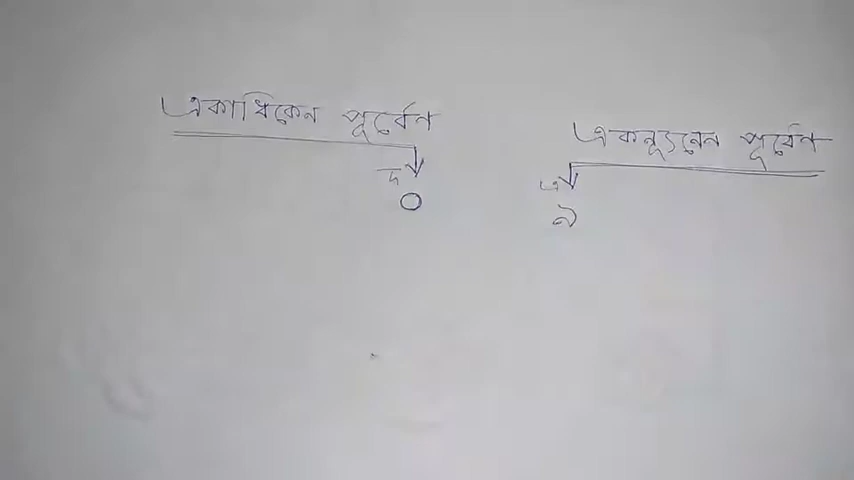 একাধিকেন পূর্বেণ
দ
০
একন্যূনেন পূর্বেণ
এ
৯